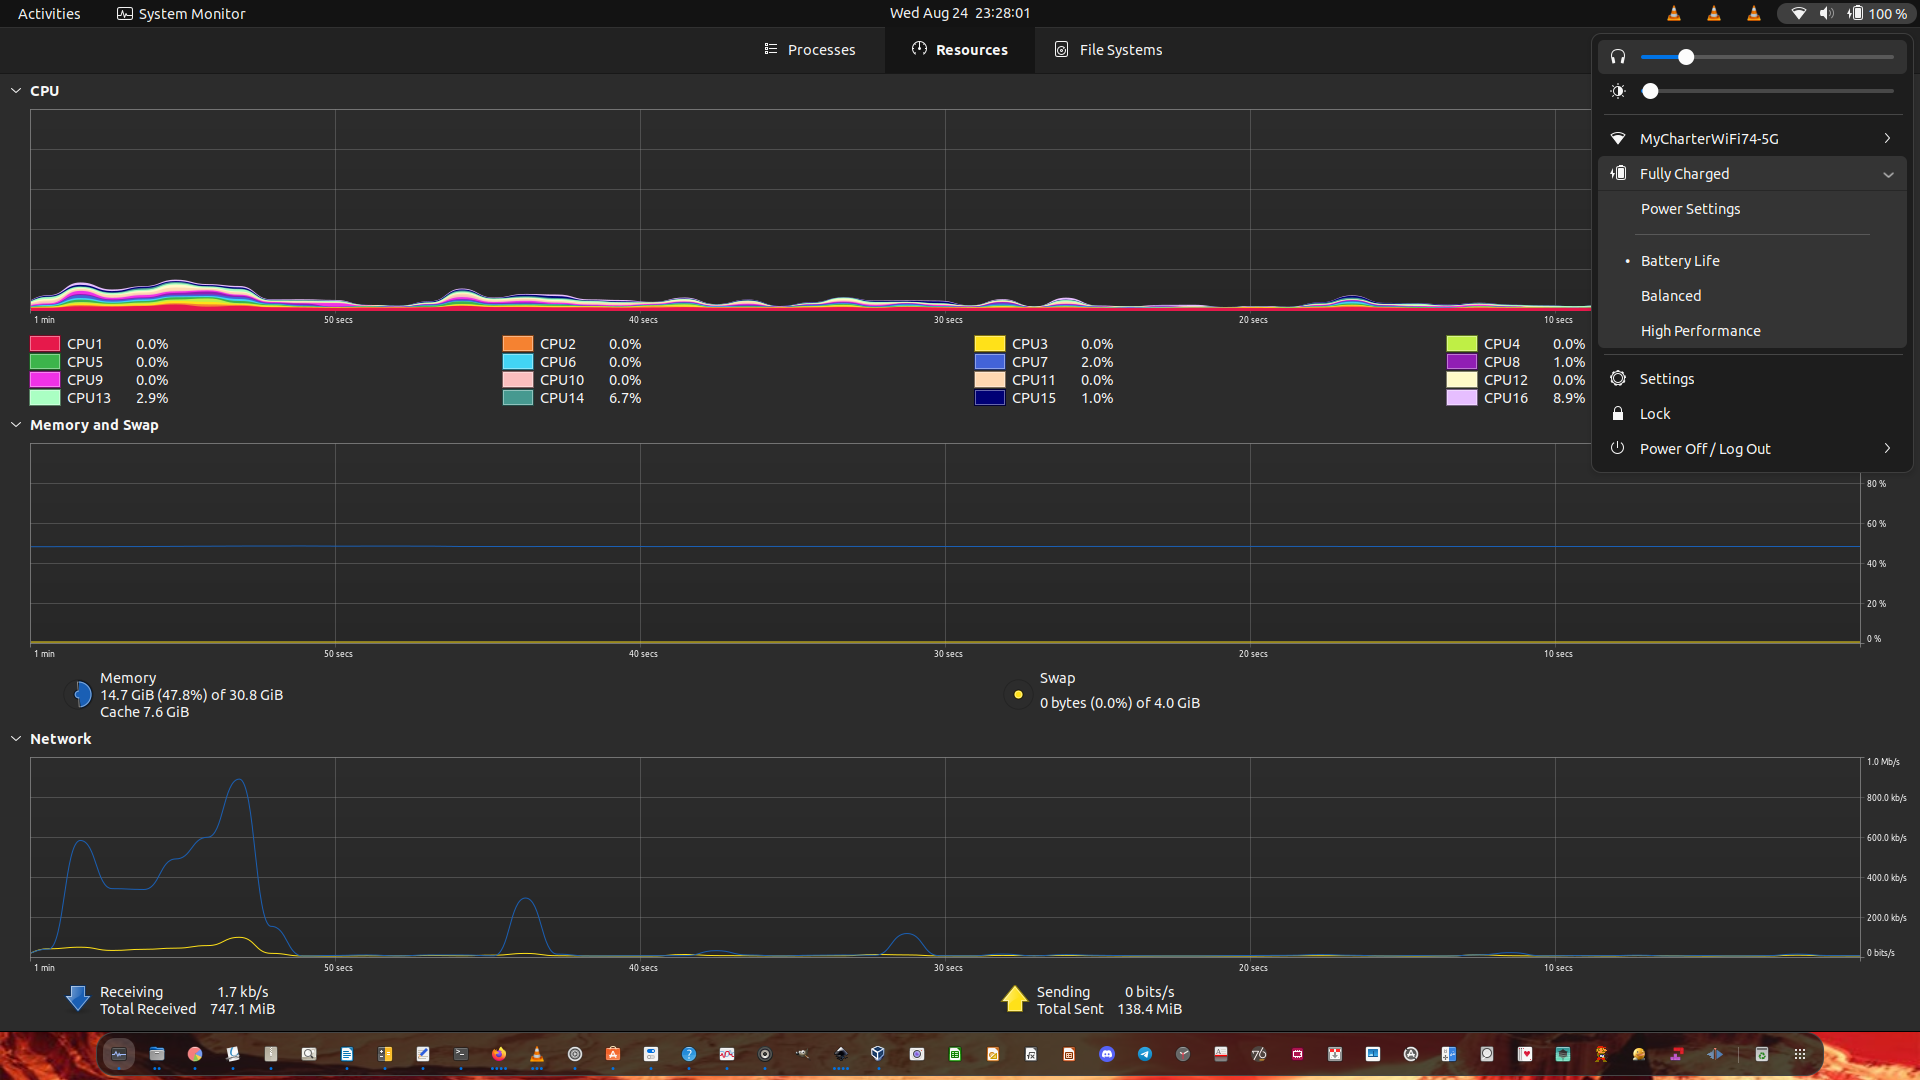 Activities
System Monitor
Wed Aug 24 23:28:01
100 %
Processes
Resources
File Systems
CPU
1 min 50 secs 40 secs 30 secs 20 secs 10 secs
CPU1 0.0% CPU2 0.0% CPU3 0.0% CPU4 0.0%
CPU5 0.0% CPU6 0.0% CPU7 2.0% CPU8 1.0%
CPU9 0.0% CPU10 0.0% CPU11 0.0% CPU12 0.0%
CPU13 2.9% CPU14 6.7% CPU15 1.0% CPU16 8.9%
MyCharterWiFi74-5G
Fully Charged
Power Settings
• Battery Life
Balanced
High Performance
Settings
Lock
Power Off / Log Out
Memory and Swap
80 %
60 %
40 %
20 %
0 %
1 min 50 secs 40 secs 30 secs 20 secs 10 secs
Memory
14.7 GiB (47.8%) of 30.8 GiB
Cache 7.6 GiB
Swap
0 bytes (0.0%) of 4.0 GiB
Network
1.0 Mb/s
800.0 kb/s
600.0 kb/s
400.0 kb/s
200.0 kb/s
0 bits/s
1 min 50 secs 40 secs 30 secs 20 secs 10 secs
Receiving 1.7 kb/s
Total Received 747.1 MiB
Sending 0 bits/s
Total Sent 138.4 MiB
76